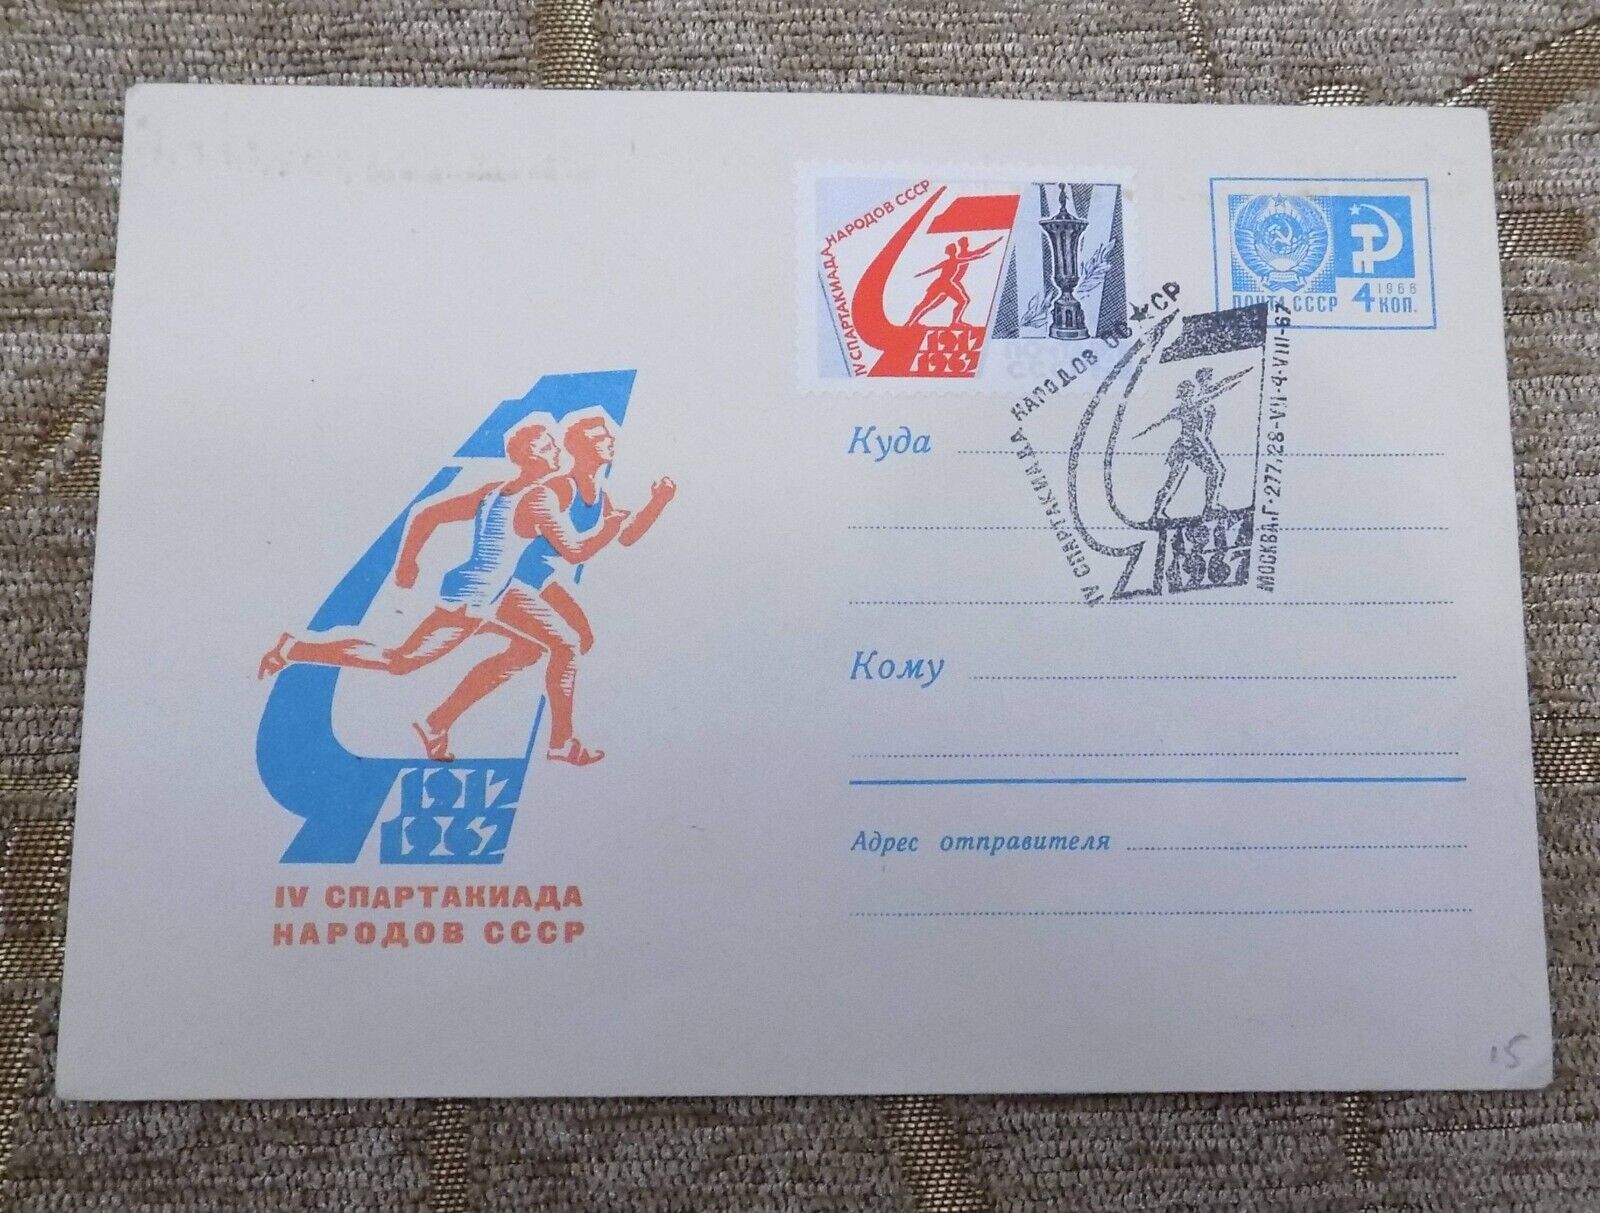 IV СПАРТАКИАДА НАРОДОВ СССР
1917
1967
ПОЧТА СССР
1966
4 КОП.
IV СПАРТАКИАДА НАРОДОВ СССР
1917
1967
МОСКВА, Г-277. 28-VII-4-VIII-67
Куда
Кому
Адрес отправителя
1917
1967
IV СПАРТАКИАДА
НАРОДОВ СССР
15